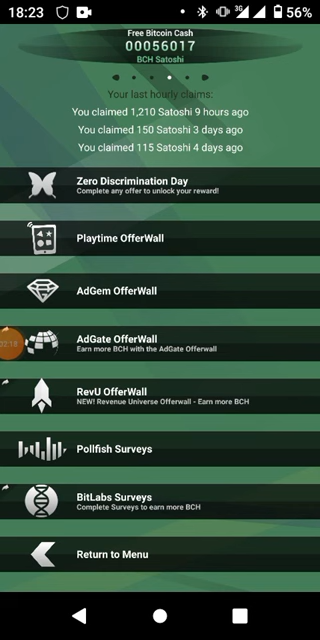 18:23
3G
56%
Free Bitcoin Cash
00056017
BCH Satoshi
Your last hourly claims:
You claimed 1,210 Satoshi 9 hours ago
You claimed 150 Satoshi 3 days ago
You claimed 115 Satoshi 4 days ago
Zero Discrimination Day
Complete any offer to unlock your reward!
Playtime OfferWall
AdGem OfferWall
AdGate OfferWall
Earn more BCH with the AdGate Offerwall
RevU OfferWall
NEW! Revenue Universe Offerwall - Earn more BCH
Pollfish Surveys
BitLabs Surveys
Complete Surveys to earn more BCH
Return to Menu